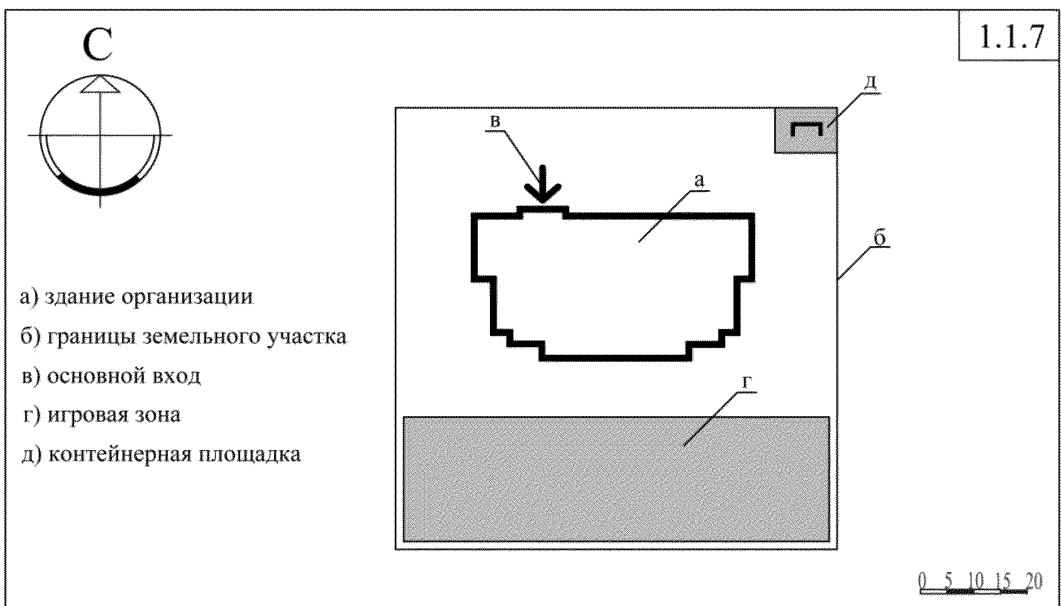 С
1.1.7
д
в
а
б
а) здание организации
б) границы земельного участка
в) основной вход
г) игровая зона
д) контейнерная площадка
г
0 5 10 15 20